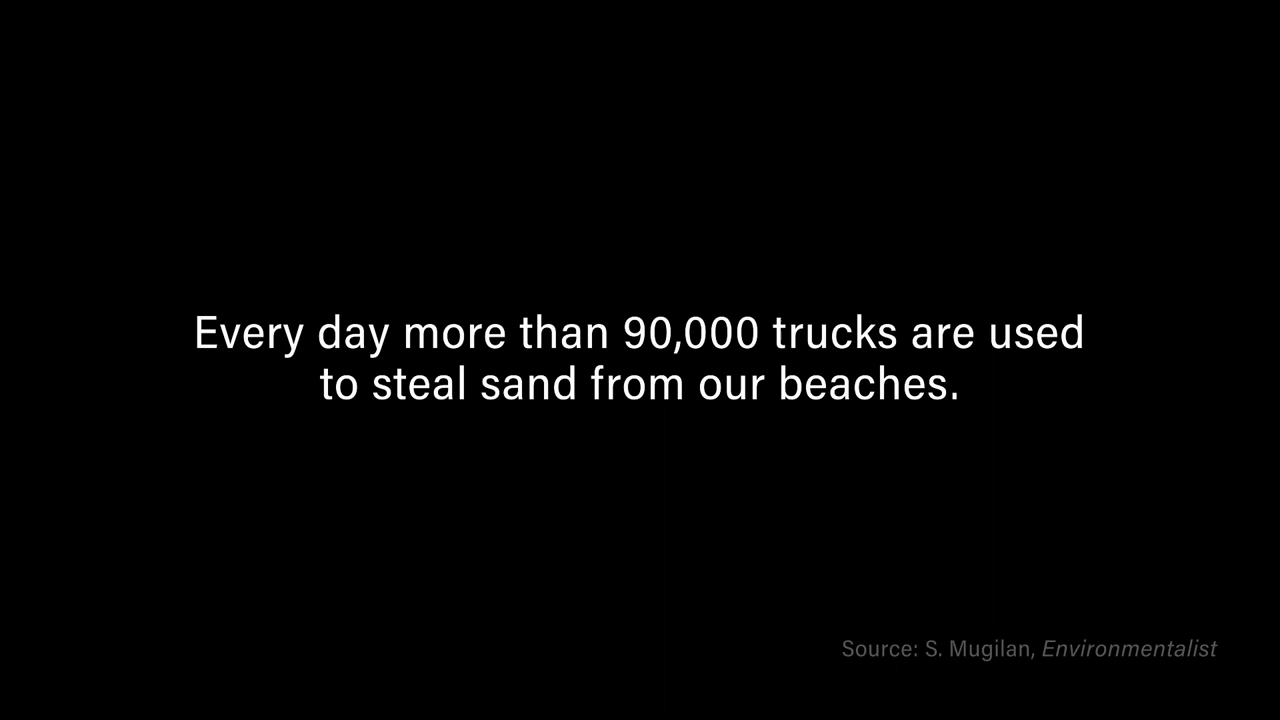 Every day more than 90,000 trucks are used
to steal sand from our beaches.
Source: S. Mugilan, Environmentalist